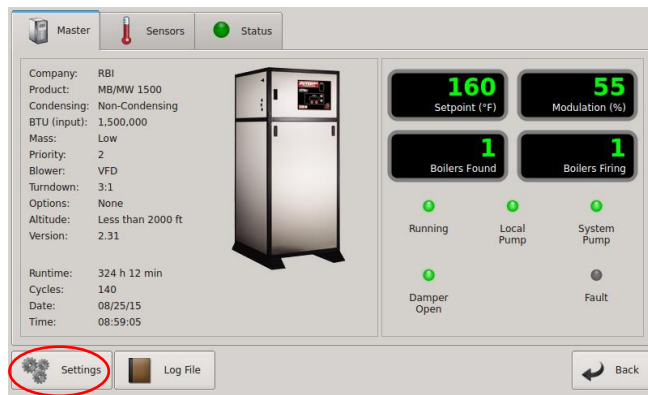 Master
Sensors
Status
Company: RBI
Product: MB/MW 1500
Condensing: Non-Condensing
BTU (input): 1,500,000
Mass: Low
Priority: 2
Blower: VFD
Turndown: 3:1
Options: None
Altitude: Less than 2000 ft
Version: 2.31
Runtime: 324 h 12 min
Cycles: 140
Date: 08/25/15
Time: 08:59:05
160
Setpoint (°F)
55
Modulation (%)
1
Boilers Found
1
Boilers Firing
Running
Local
Pump
System
Pump
Damper
Open
Fault
Settings
Log File
Back